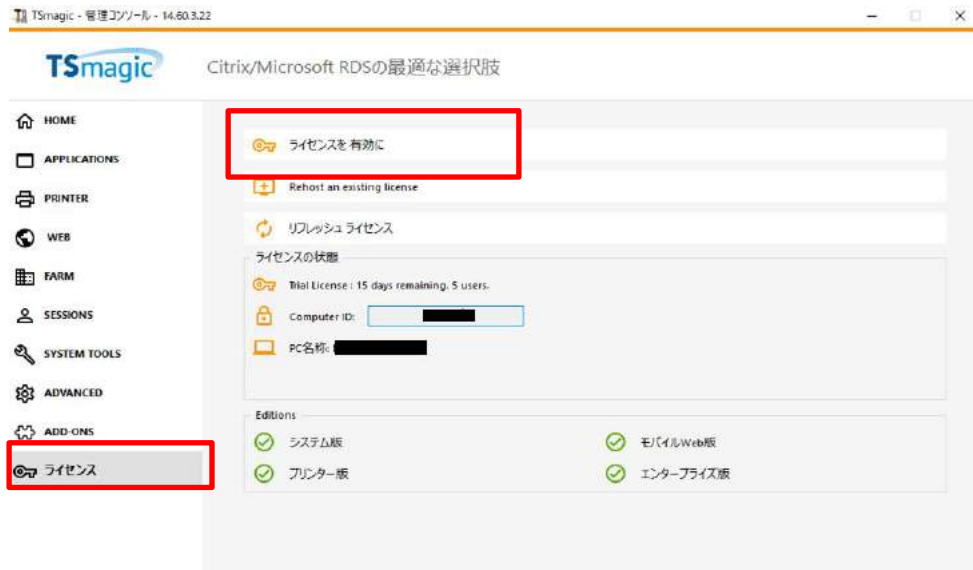 TSmagic - 管理コンソール - 14.60.3.22
TSmagic
Citrix/Microsoft RDSの最適な選択肢
HOME
APPLICATIONS
PRINTER
WEB
FARM
SESSIONS
SYSTEM TOOLS
ADVANCED
ADD-ONS
ライセンス
ライセンスを有効に
Rehost an existing license
リフレッシュ ライセンス
ライセンスの状態
Trial License : 15 days remaining. 5 users.
Computer ID:
PC名称:
Editions
システム版
モバイルWeb版
プリンター版
エンタープライズ版